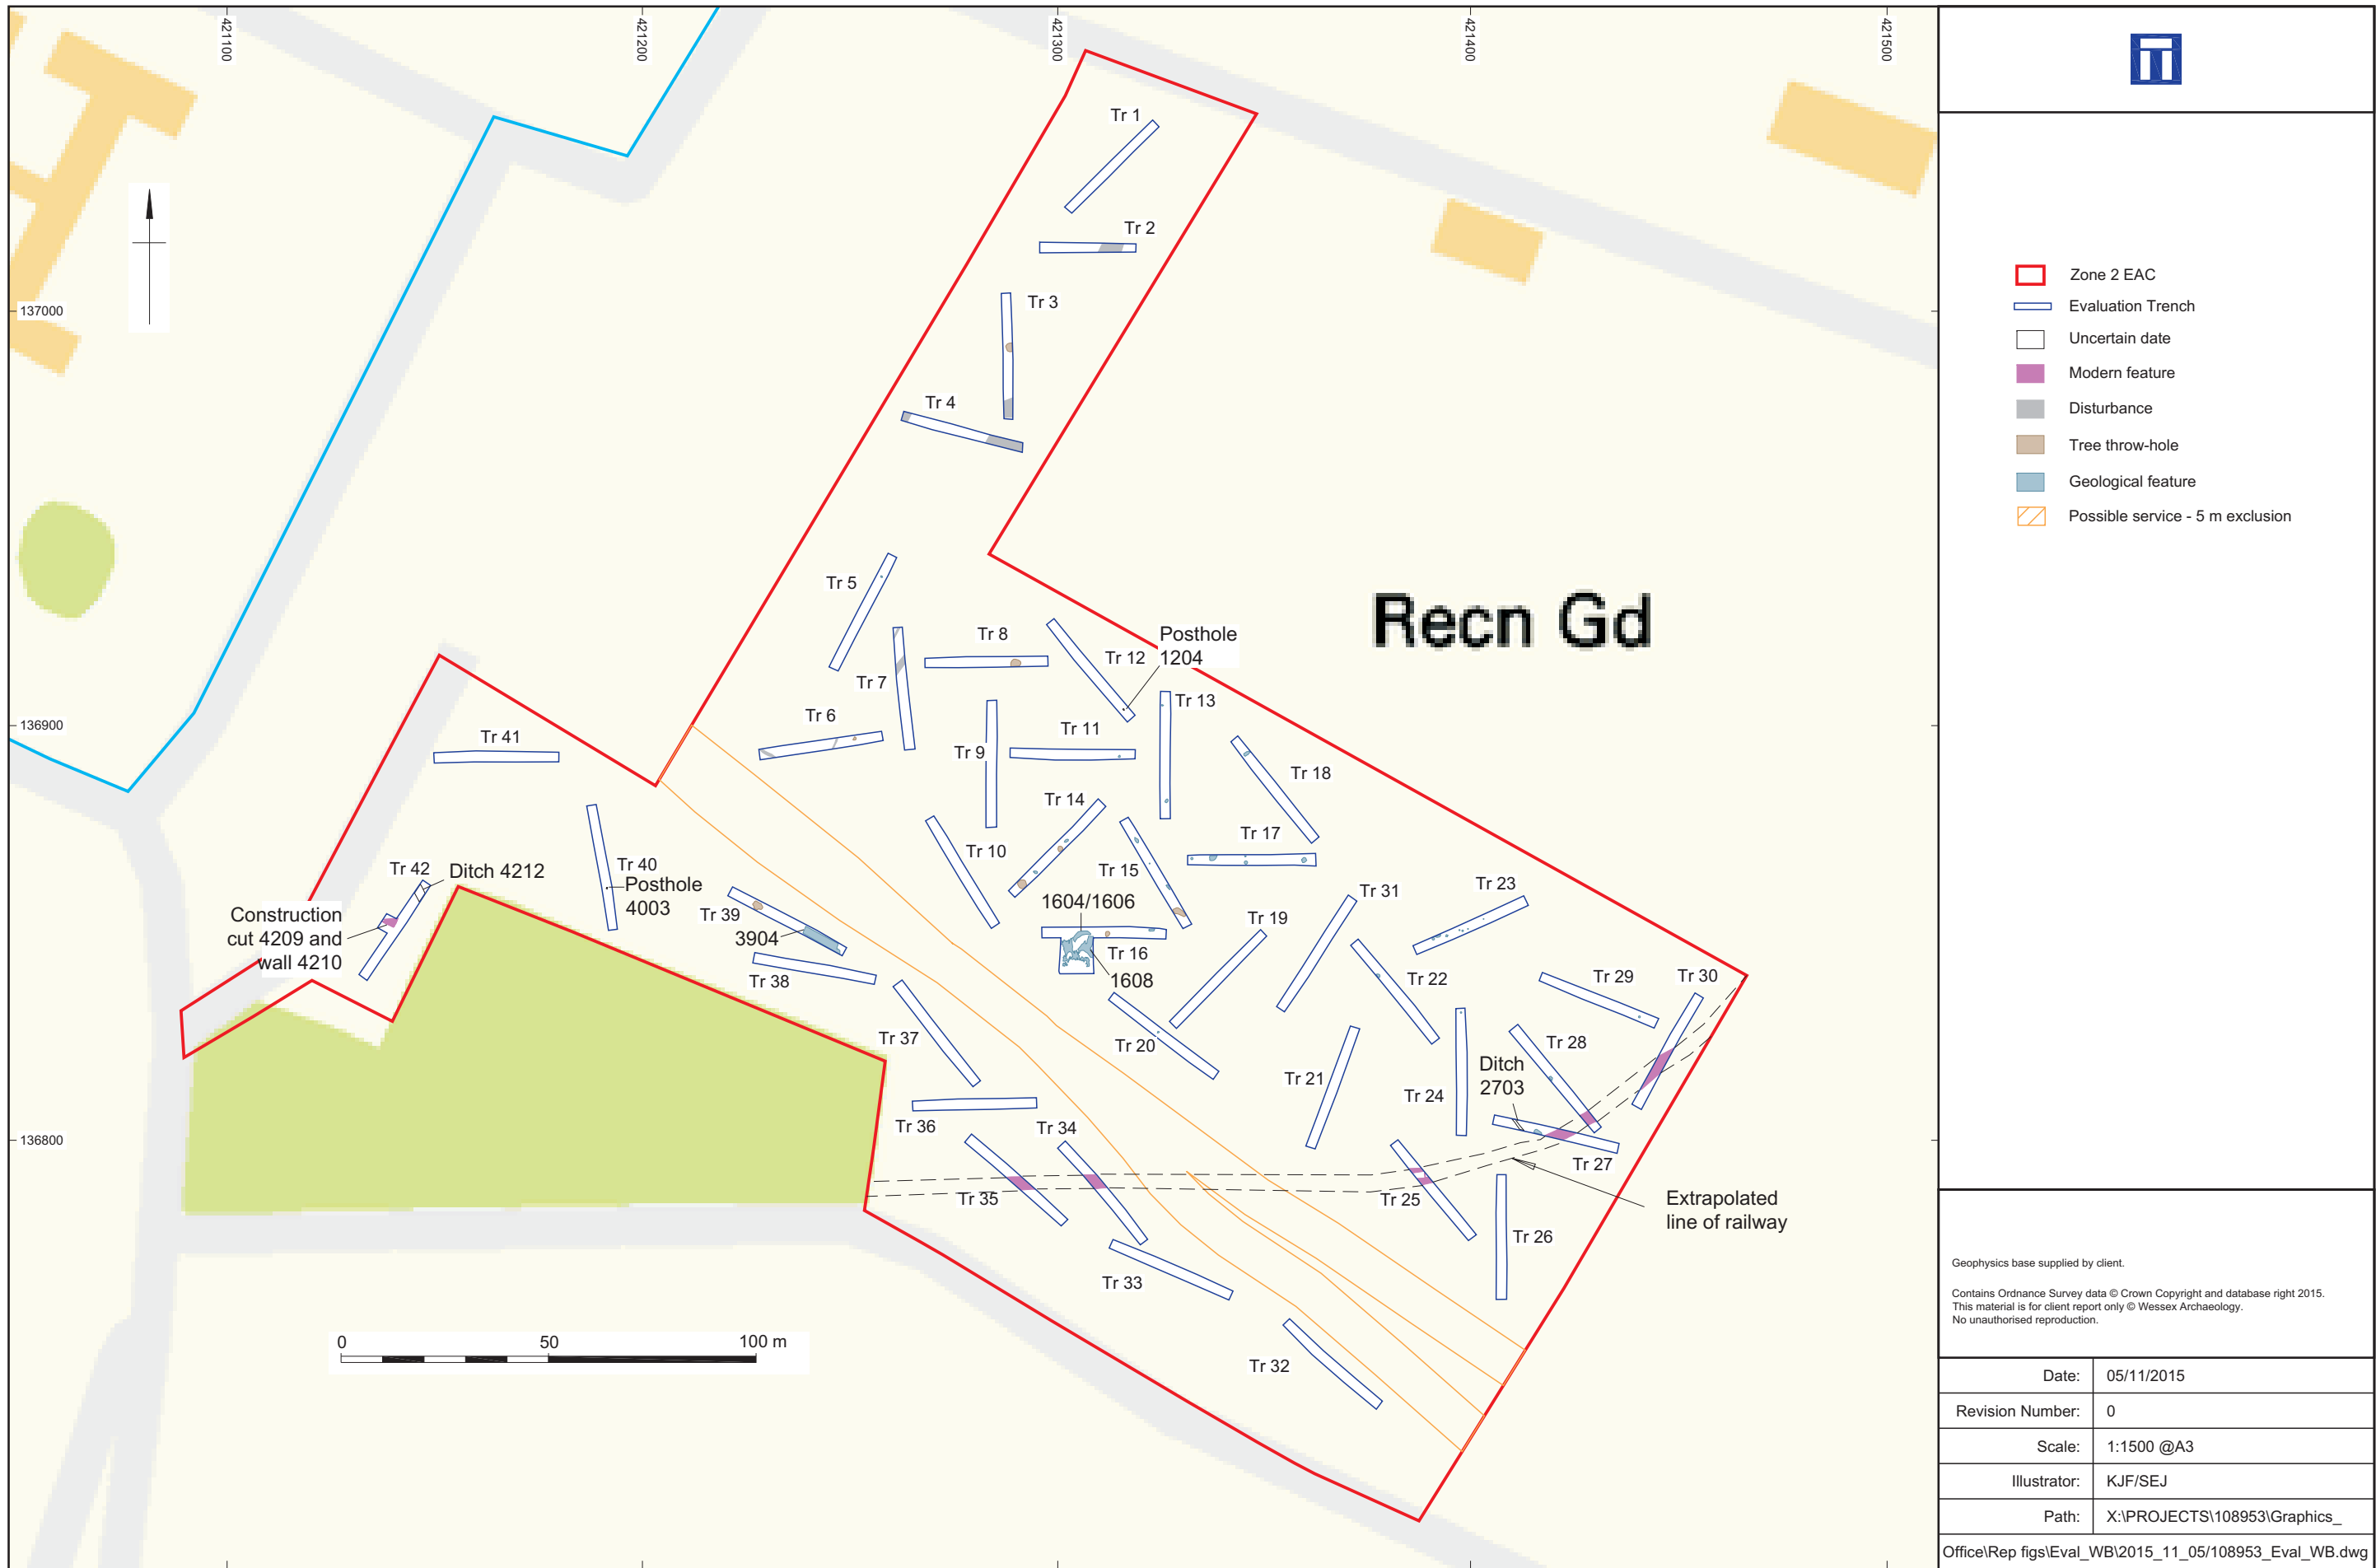 421100
421200
421300
421400
421500
137000
136900
136800
Tr 1
Tr 2
Tr 3
Tr 4
Tr 5
Tr 8
Tr 12
Posthole
1204
Recn Gd
Tr 7
Tr 6
Tr 13
Tr 41
Tr 9
Tr 11
Tr 18
Tr 14
Tr 10
Tr 17
Tr 15
Tr 42
Ditch 4212
Tr 40
Posthole
4003
Construction
cut 4209 and
wall 4210
Tr 39
3904
1604/1606
Tr 16
1608
Tr 19
Tr 31
Tr 23
Tr 38
Tr 22
Tr 29
Tr 30
Tr 37
Tr 20
Tr 28
Ditch
2703
Tr 21
Tr 24
Tr 36
Tr 34
Tr 27
Tr 35
Tr 25
Extrapolated
line of railway
Tr 26
Tr 33
Tr 32
0 50 100 m
Zone 2 EAC
Evaluation Trench
Uncertain date
Modern feature
Disturbance
Tree throw-hole
Geological feature
Possible service - 5 m exclusion
Geophysics base supplied by client.
Contains Ordnance Survey data © Crown Copyright and database right 2015.
This material is for client report only © Wessex Archaeology.
No unauthorised reproduction.
Date: 05/11/2015
Revision Number: 0
Scale: 1:1500 @A3
Illustrator: KJF/SEJ
Path: X:\PROJECTS\108953\Graphics_
Office\Rep figs\Eval_WB\2015_11_05/108953_Eval_WB.dwg